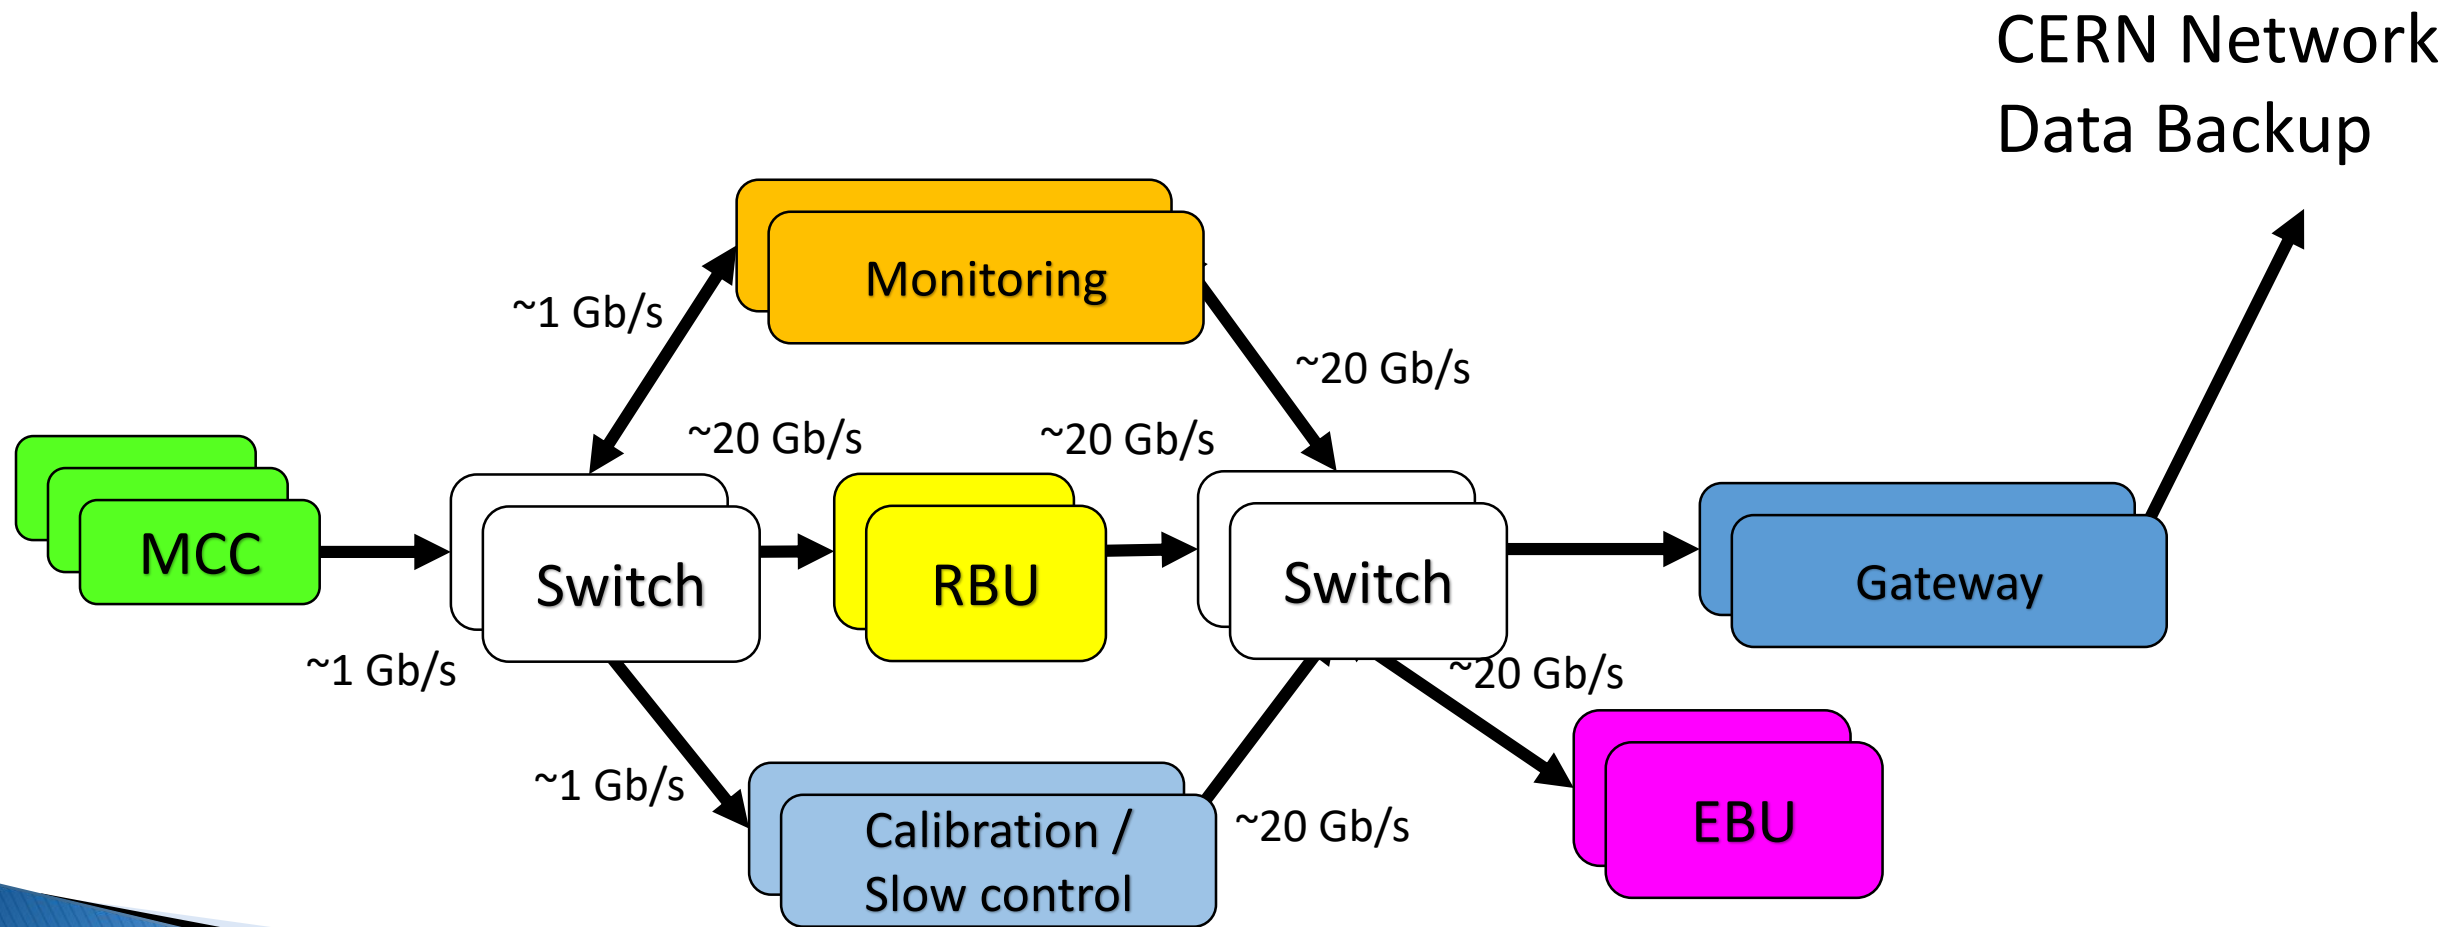 CERN Network
Data Backup
Monitoring
~1 Gb/s
~20 Gb/s
~20 Gb/s
~20 Gb/s
MCC
Switch
RBU
Switch
Gateway
~1 Gb/s
~20 Gb/s
~1 Gb/s
Calibration /
Slow control
~20 Gb/s
EBU